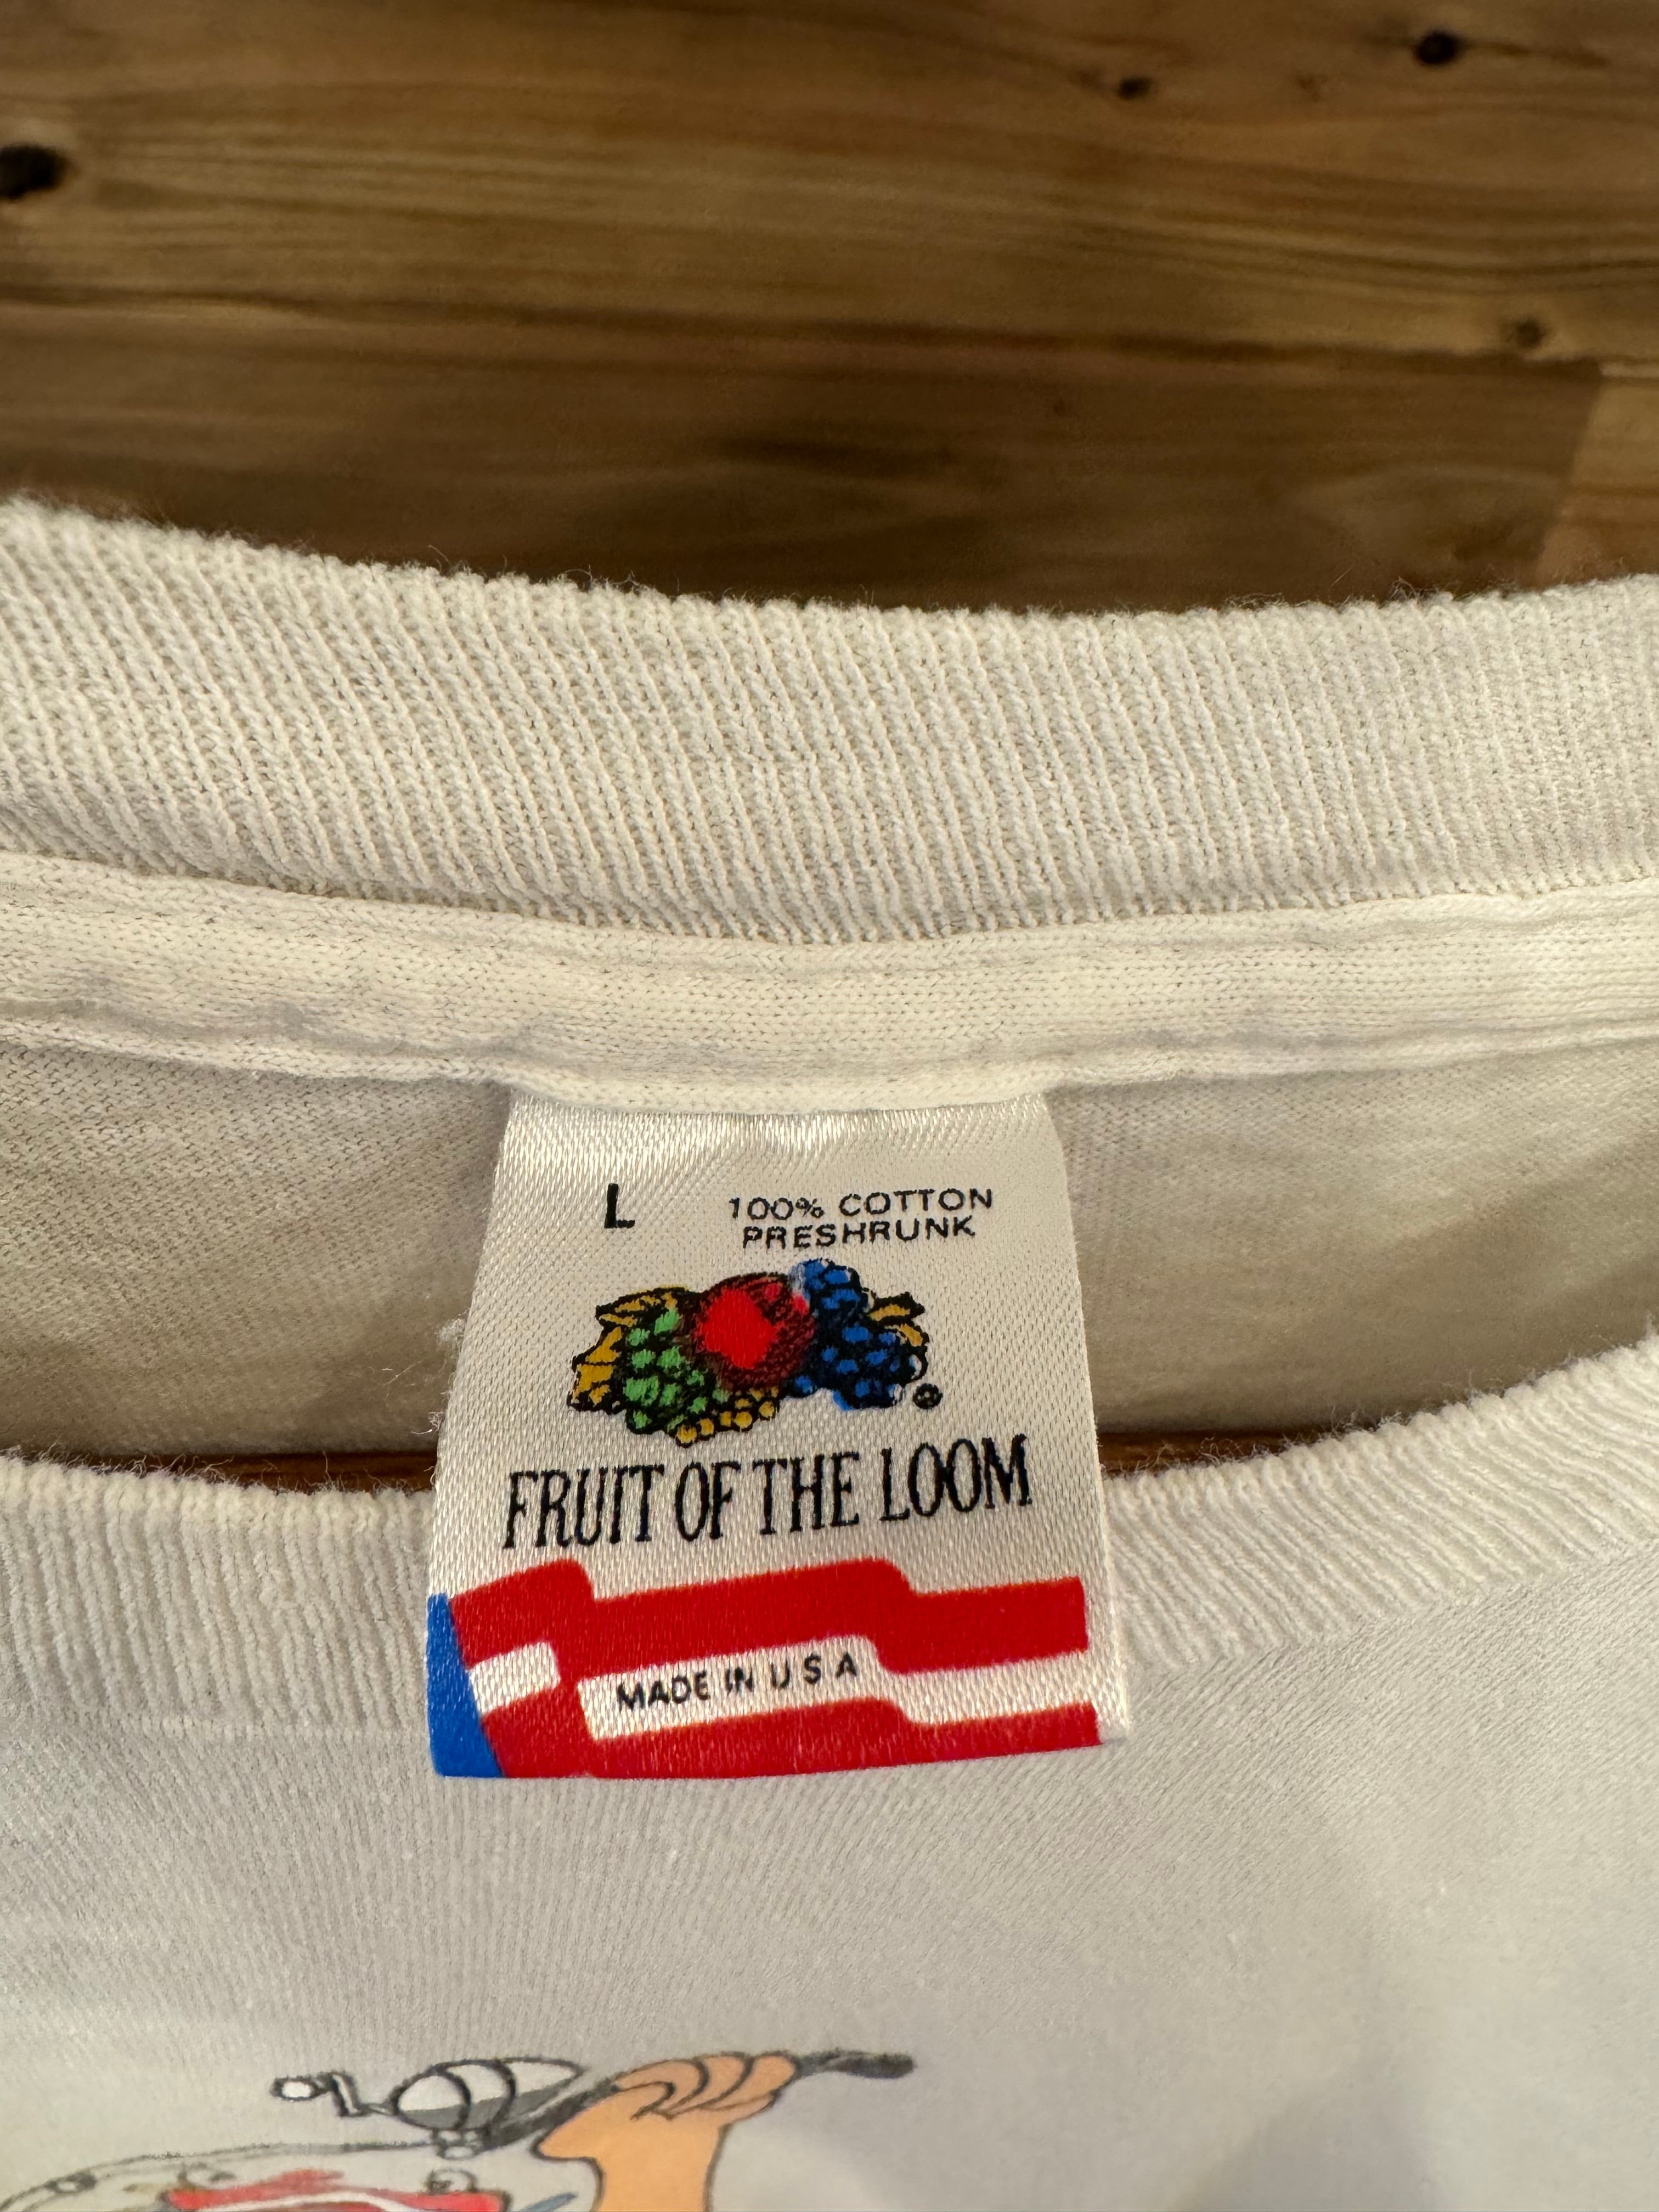 L
100% COTTON
PRESHRUNK
®
FRUIT OF THE LOOM
MADE IN U S A